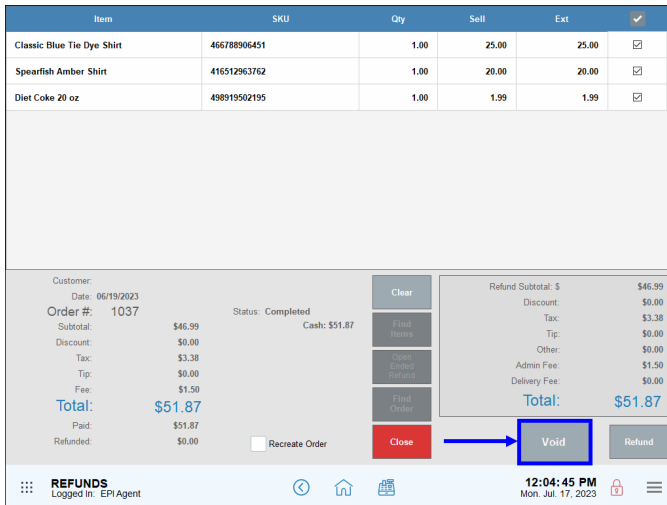 Item SKU Qty Sell Ext
Classic Blue Tie Dye Shirt 466788906451 1.00 25.00 25.00
Spearfish Amber Shirt 416512963762 1.00 20.00 20.00
Diet Coke 20 oz 498919502195 1.00 1.99 1.99
Customer:
Date: 06/19/2023
Order #: 1037
Subtotal: $46.99
Discount: $0.00
Tax: $3.38
Tip: $0.00
Fee: $1.50
Total: $51.87
Paid: $51.87
Refunded: $0.00
Status: Completed
Cash: $51.87
Recreate Order
Clear
Find
Items
Open
Ended
Refund
Find
Order
Close
Refund Subtotal: $ $46.99
Discount: $0.00
Tax: $3.38
Tip: $0.00
Other: $0.00
Admin Fee: $1.50
Delivery Fee: $0.00
Total: $51.87
Void
Refund
REFUNDS
Logged In: EPI Agent
12:04:45 PM
Mon. Jul. 17, 2023